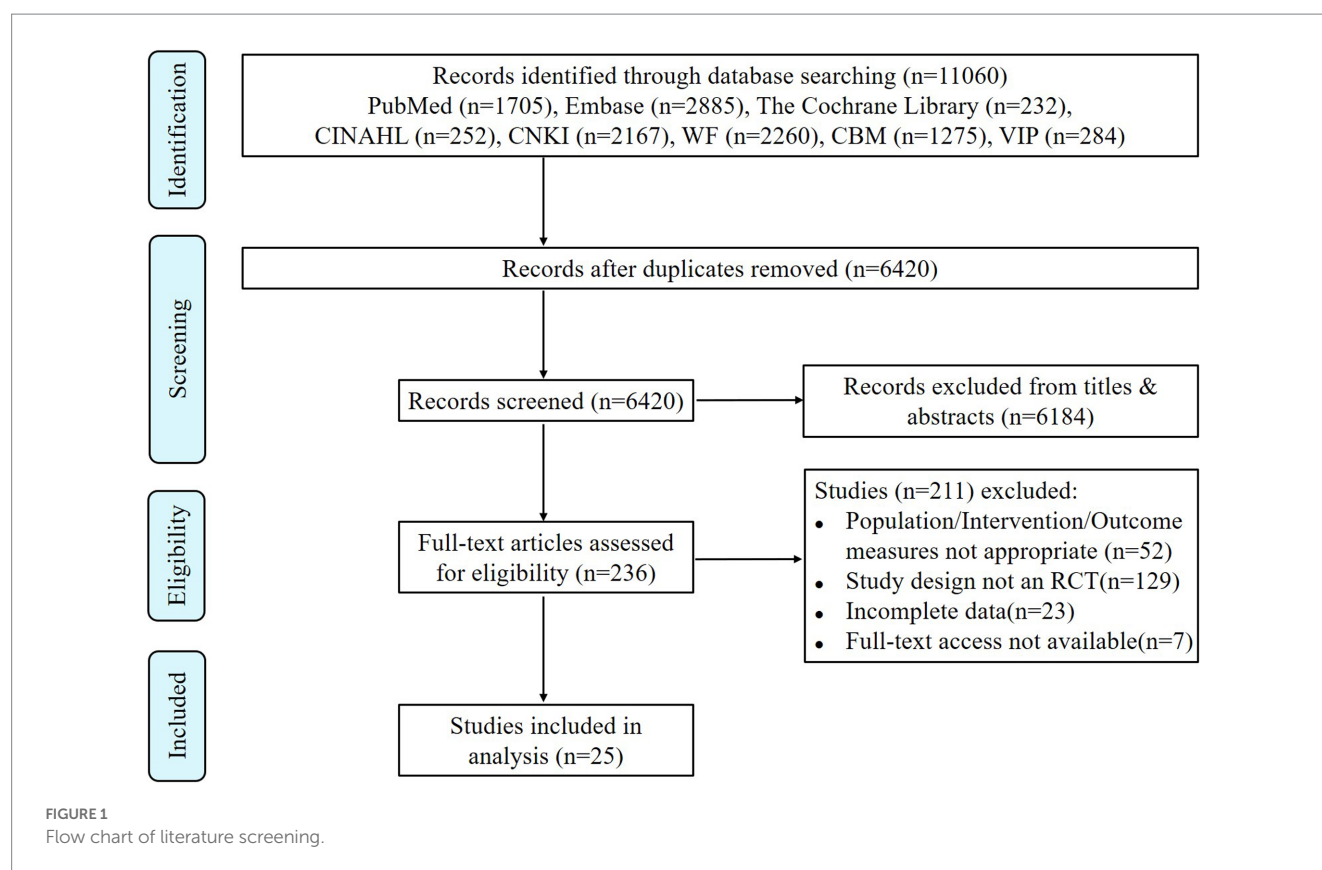 Identification
Records identified through database searching (n=11060)
PubMed (n=1705), Embase (n=2885), The Cochrane Library (n=232),
CINAHL (n=252), CNKI (n=2167), WF (n=2260), CBM (n=1275), VIP (n=284)
Screening
Records after duplicates removed (n=6420)
Records screened (n=6420)
Records excluded from titles &
abstracts (n=6184)
Eligibility
Full-text articles assessed
for eligibility (n=236)
Studies (n=211) excluded:
• Population/Intervention/Outcome
measures not appropriate (n=52)
• Study design not an RCT(n=129)
• Incomplete data(n=23)
• Full-text access not available(n=7)
Included
Studies included in
analysis (n=25)
FIGURE 1
Flow chart of literature screening.